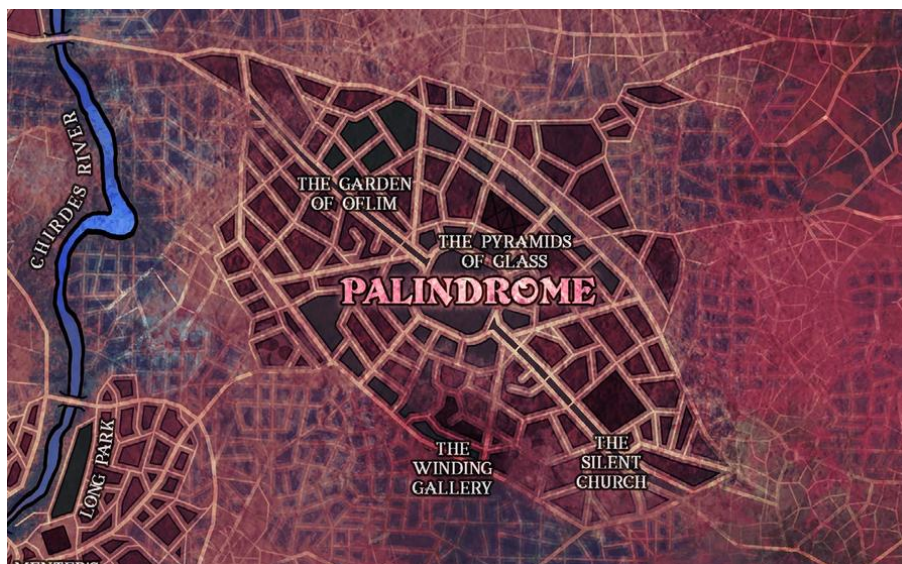 CHIRDES RIVER
THE GARDEN
OF OFLIM
THE PYRAMIDS
OF GLASS
PALINDROME
THE
WINDING
GALLERY
THE
SILENT
CHURCH
LONG PARK
MENTER'S